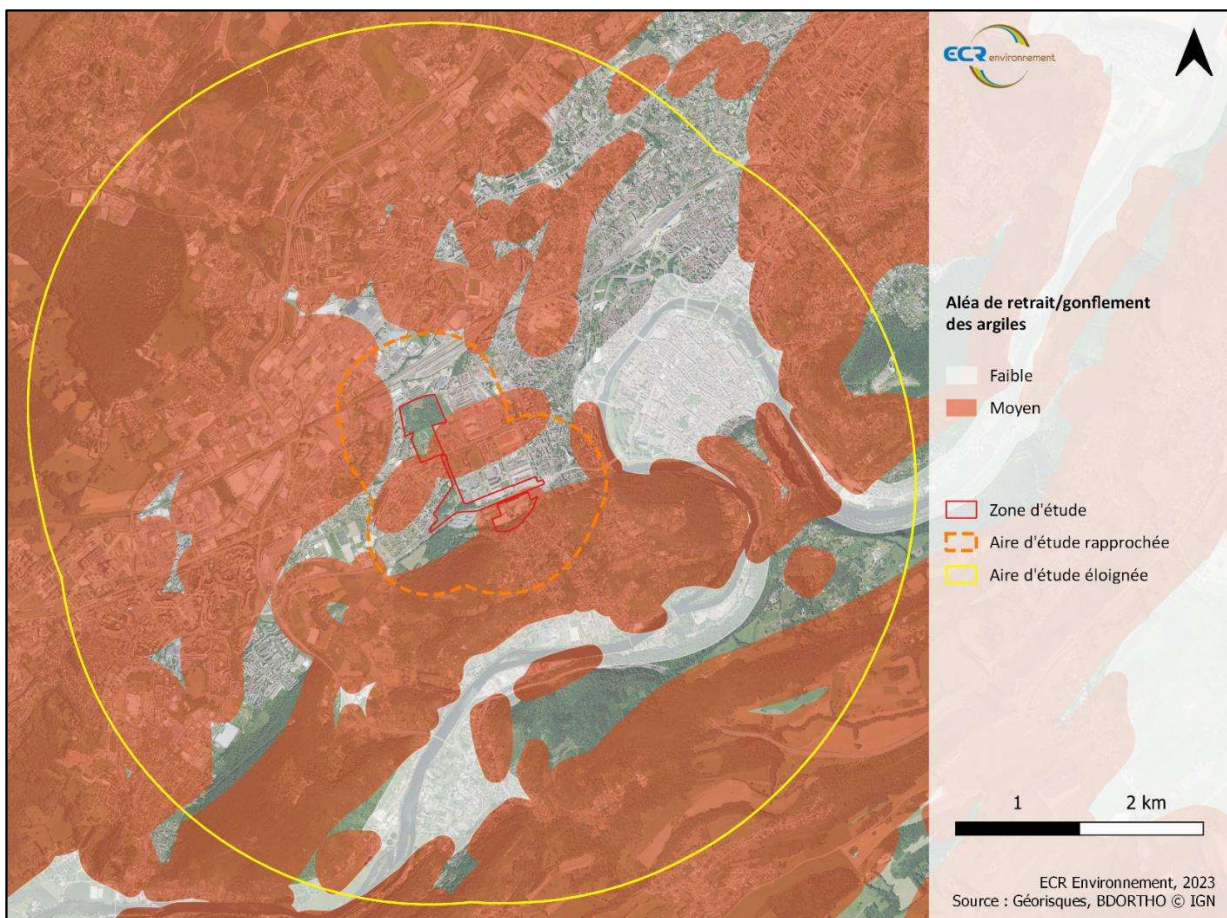 ECR environnement
Aléa de retrait/gonflement
des argiles
Faible
Moyen
Zone d'étude
Aire d'étude rapprochée
Aire d'étude éloignée
1 2 km
ECR Environnement, 2023
Source : Géorisques, BDORTHO © IGN